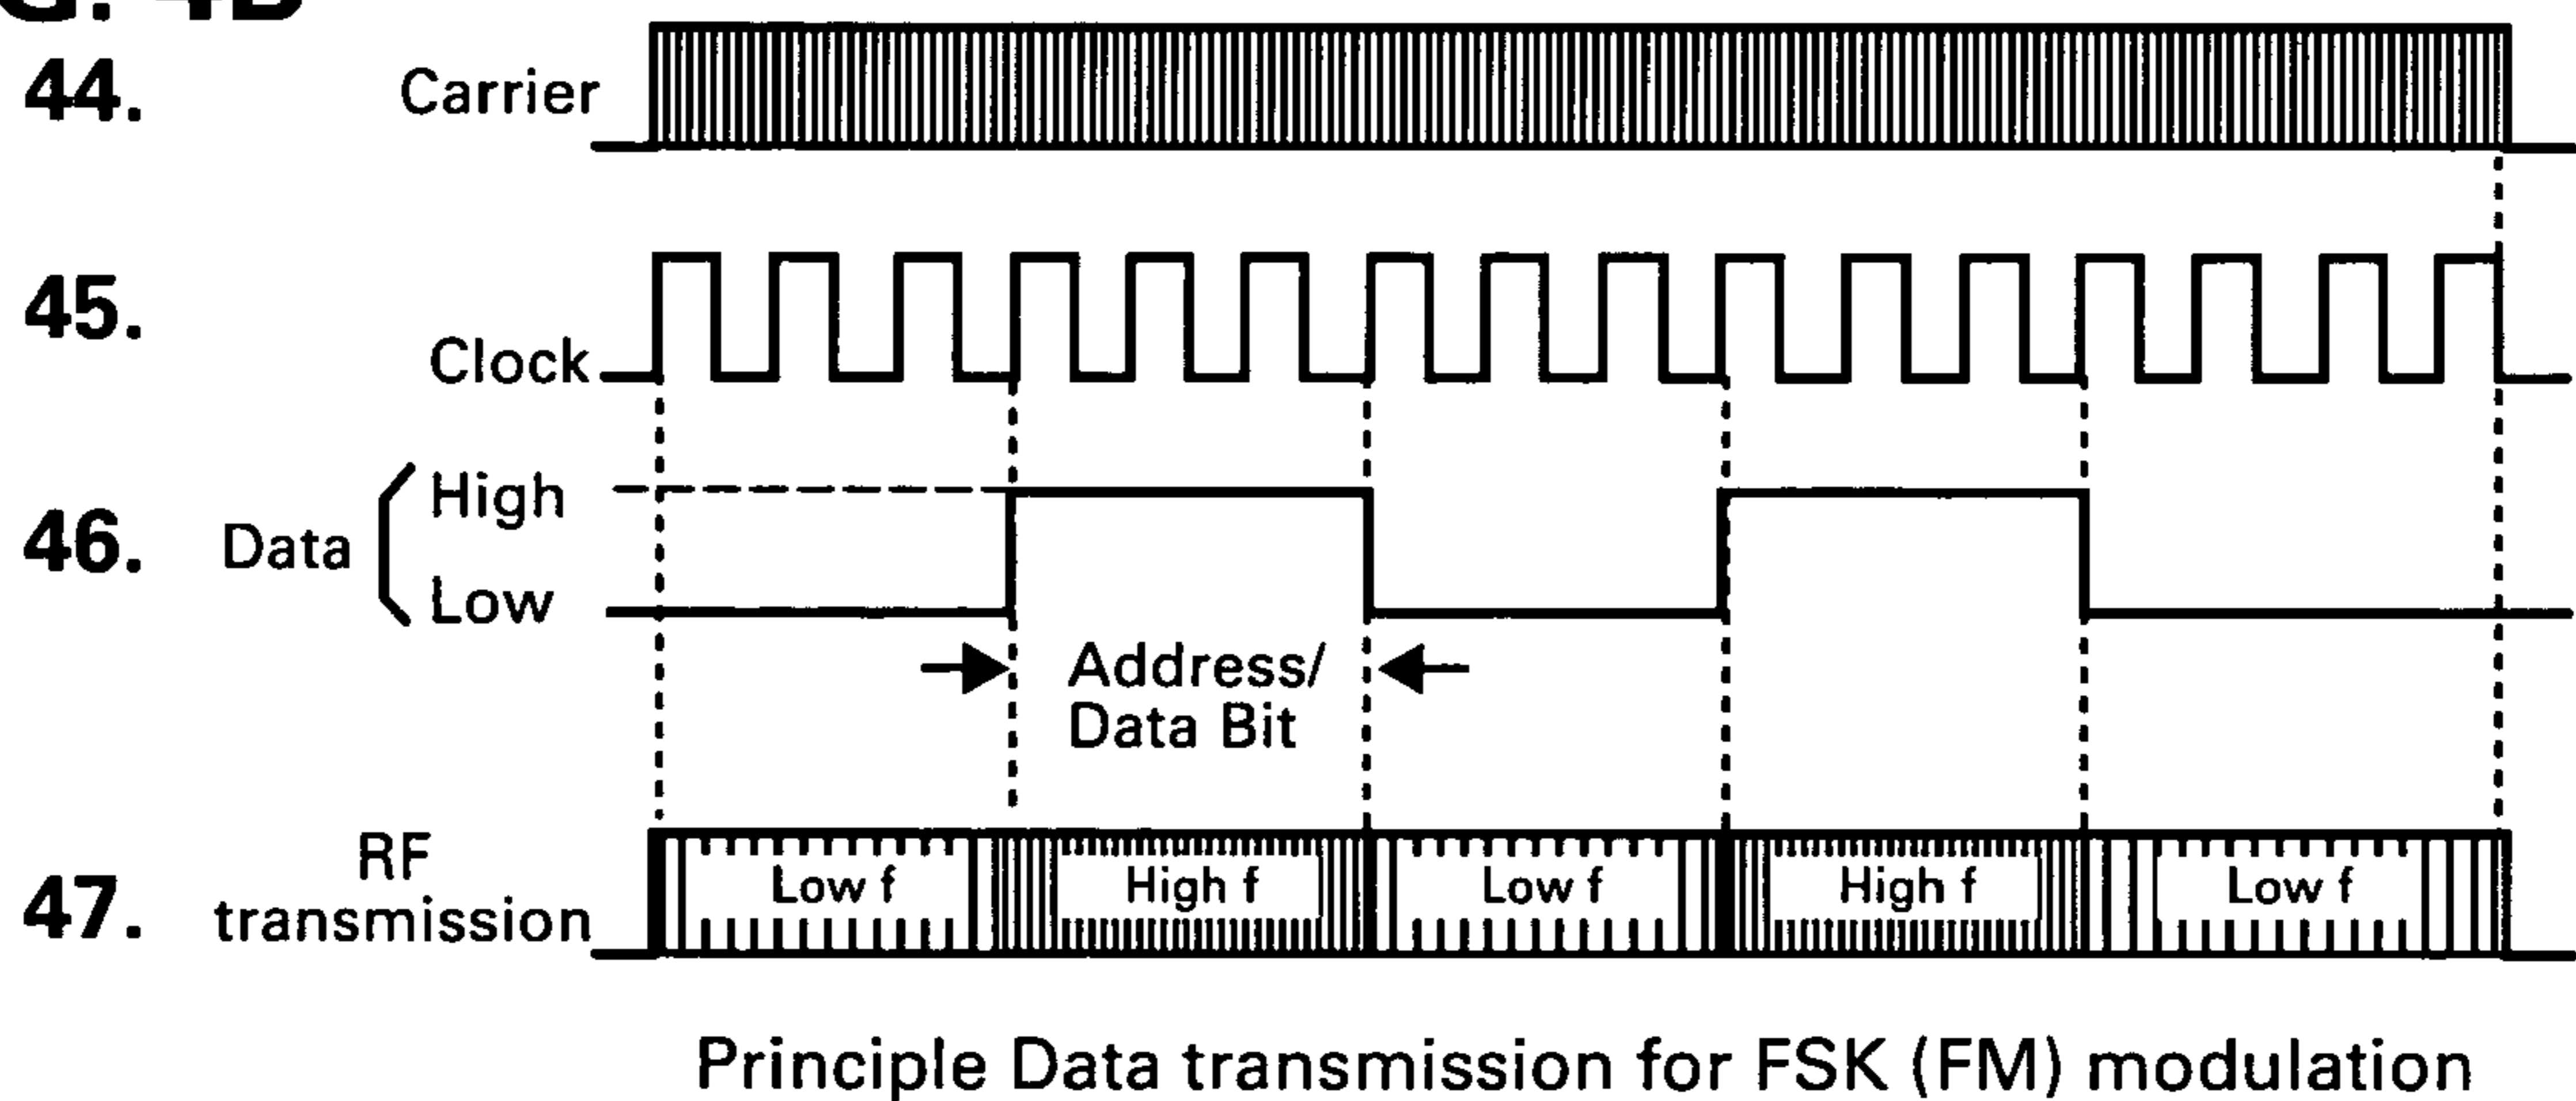 44. Carrier
45. Clock
46. Data High
Low
Address/
Data Bit
47. RF
transmission
Low f High f Low f High f Low f
Principle Data transmission for FSK (FM) modulation